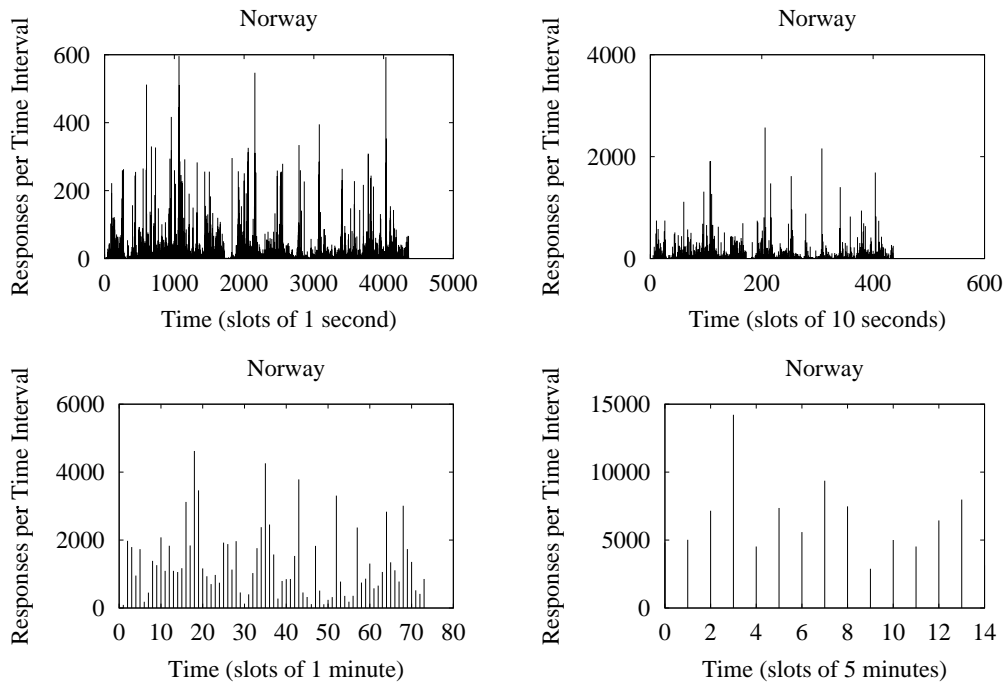 Norway
Responses per Time Interval
600
400
200
0
0 1000 2000 3000 4000 5000
Time (slots of 1 second)
Norway
Responses per Time Interval
4000
2000
0
0 200 400 600
Time (slots of 10 seconds)
Norway
Responses per Time Interval
6000
4000
2000
0
0 10 20 30 40 50 60 70 80
Time (slots of 1 minute)
Norway
Responses per Time Interval
15000
10000
5000
0
0 2 4 6 8 10 12 14
Time (slots of 5 minutes)